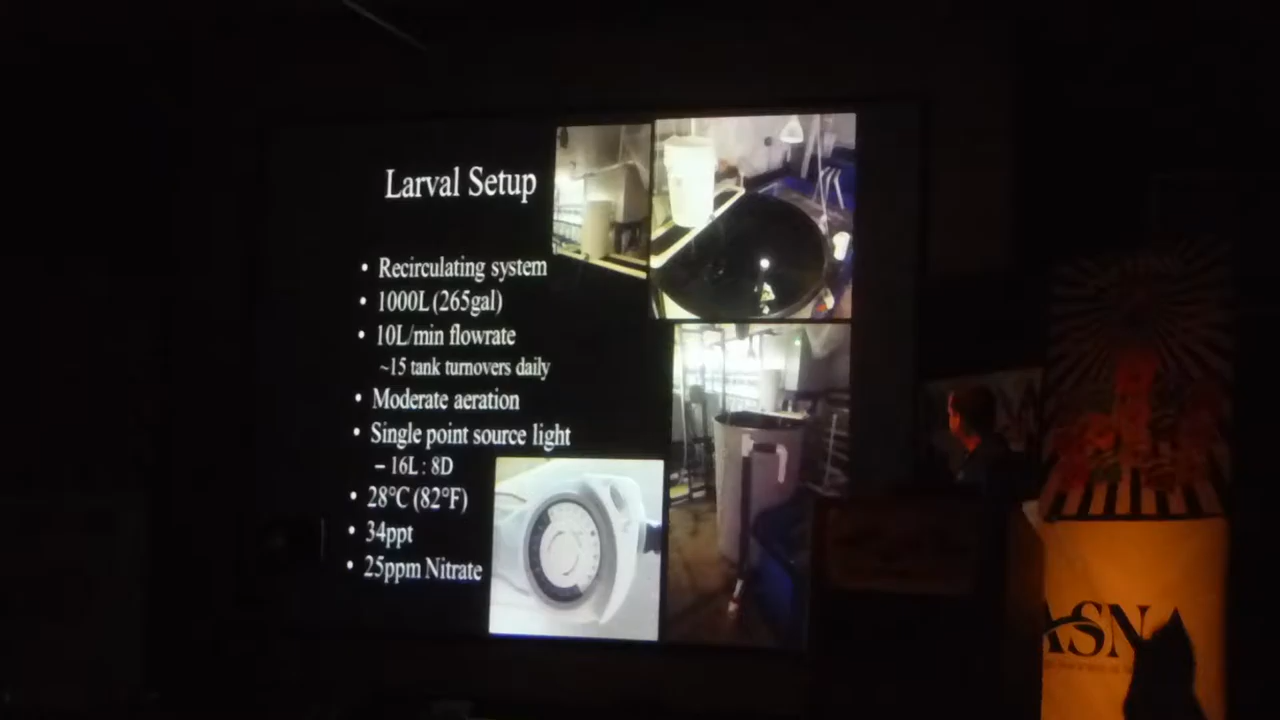 Larval Setup
• Recirculating system
• 1000L (265gal)
• 10L/min flowrate
~15 tank turnovers daily
• Moderate aeration
• Single point source light
– 16L : 8D
• 28°C (82°F)
• 34ppt
• 25ppm Nitrate
ASNA